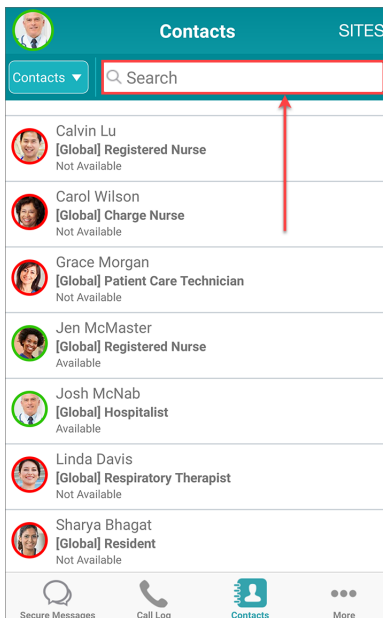 Contacts
SITES
Contacts
Search
Calvin Lu
[Global] Registered Nurse
Not Available
Carol Wilson
[Global] Charge Nurse
Not Available
Grace Morgan
[Global] Patient Care Technician
Not Available
Jen McMaster
[Global] Registered Nurse
Available
Josh McNab
[Global] Hospitalist
Available
Linda Davis
[Global] Respiratory Therapist
Not Available
Sharya Bhagat
[Global] Resident
Not Available
Secure Messages
Call Log
Contacts
More